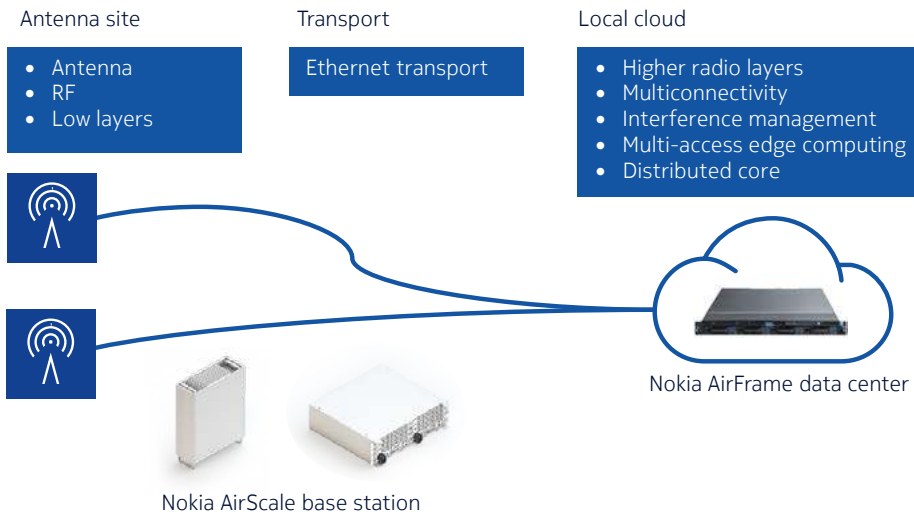 Antenna site
• Antenna
• RF
• Low layers
Transport
Ethernet transport
Local cloud
• Higher radio layers
• Multiconnectivity
• Interference management
• Multi-access edge computing
• Distributed core
Nokia AirFrame data center
Nokia AirScale base station